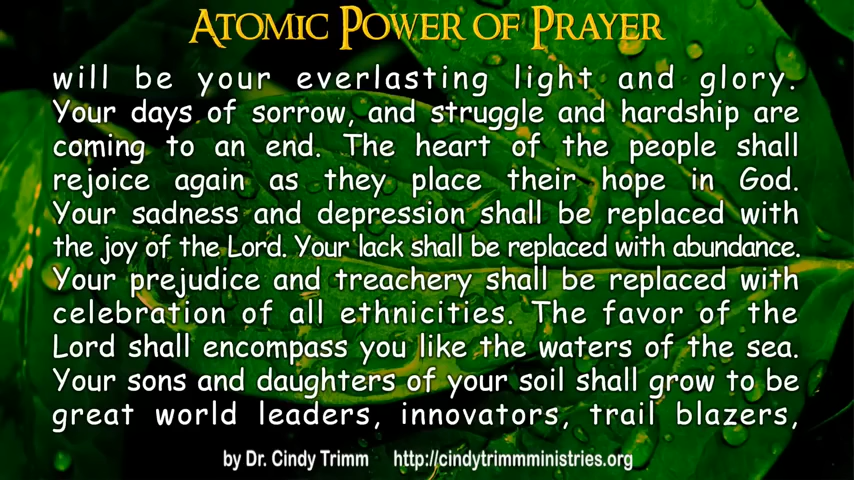 Atomic Power of Prayer
will be your everlasting light and glory.
Your days of sorrow, and struggle and hardship are
coming to an end. The heart of the people shall
rejoice again as they place their hope in God.
Your sadness and depression shall be replaced with
the joy of the Lord. Your lack shall be replaced with abundance.
Your prejudice and treachery shall be replaced with
celebration of all ethnicities. The favor of the
Lord shall encompass you like the waters of the sea.
Your sons and daughters of your soil shall grow to be
great world leaders, innovators, trail blazers,
by Dr. Cindy Trimm http://cindytrimmministries.org